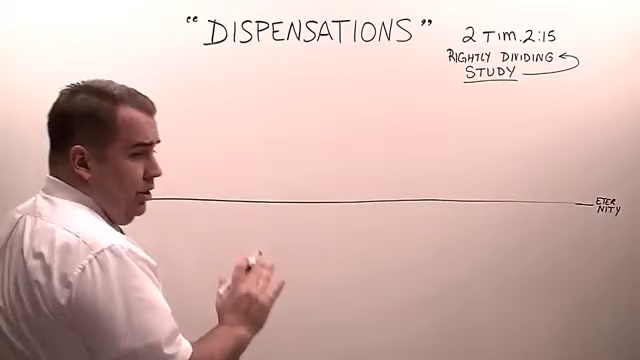 "DISPENSATIONS"
2 TIM. 2:15
RIGHTLY DIVIDING
STUDY
ETER
NITY